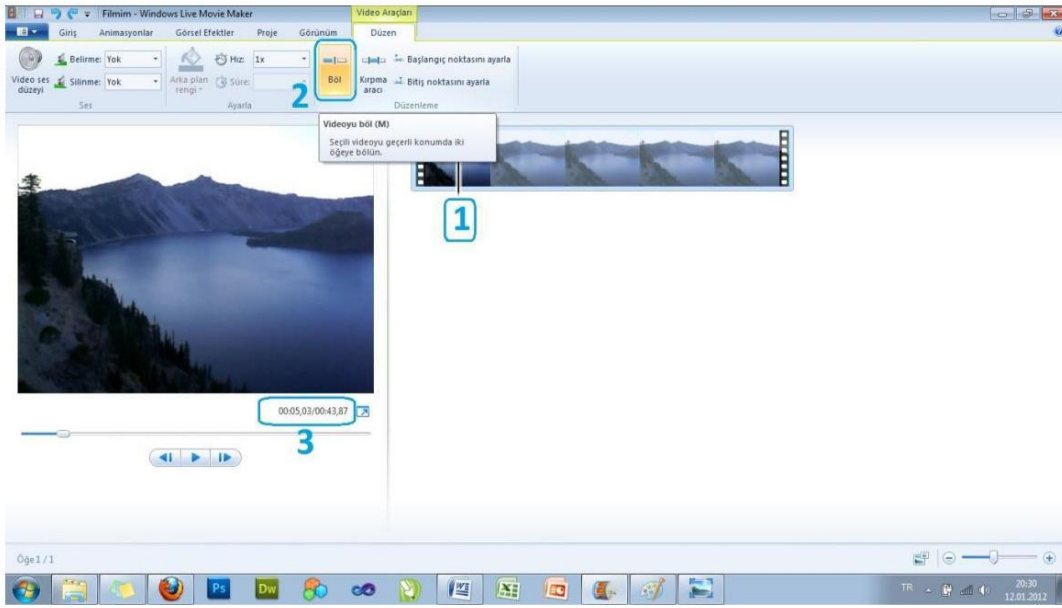 Filmim - Windows Live Movie Maker
Video Araçları
Giriş Animasyonlar Görsel Efektler Proje Görünüm Düzen
Video ses düzeyi
Belirme: Yok
Silinme: Yok
Ses
Arka plan rengi
Hız: 1x
Süre:
Ayarla
2
Böl
Kırpma aracı
Başlangıç noktasını ayarla
Bitiş noktasını ayarla
Düzenleme
Videoyu böl (M)
Seçili videoyu geçerli konumda iki
öğeye bölün.
1
00:05,03/00:43,87
3
Öğe 1 / 1
Ps
Dw
TR
20:30
12.01.2012